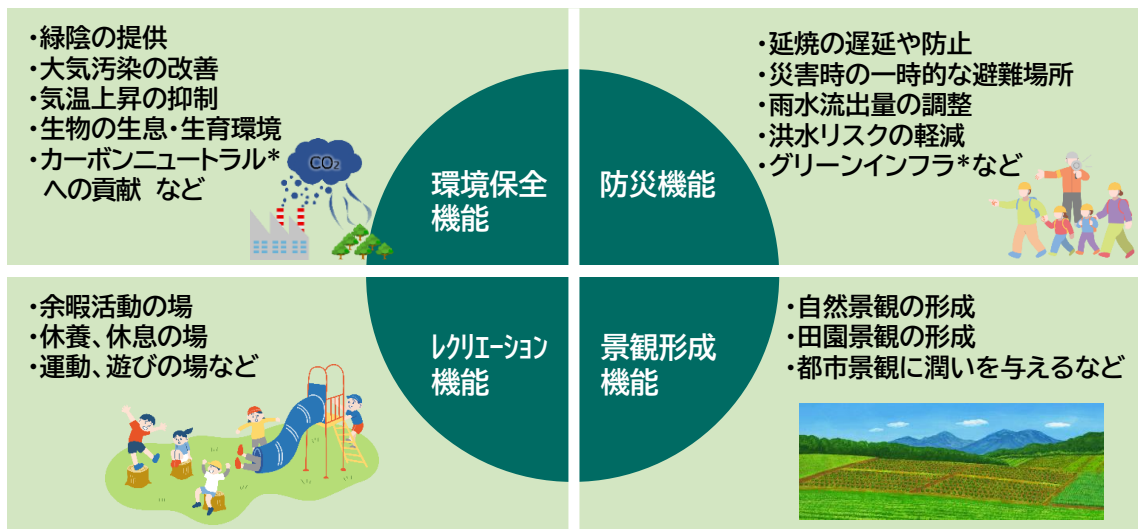 ・緑陰の提供
・大気汚染の改善
・気温上昇の抑制
・生物の生息・生育環境
・カーボンニュートラル*
への貢献 など
CO₂
環境保全
機能
・延焼の遅延や防止
・災害時の一時的な避難場所
・雨水流出量の調整
・洪水リスクの軽減
・グリーンインフラ*など
防災機能
・余暇活動の場
・休養、休息の場
・運動、遊びの場など
ﾚｸﾘｴｰｼｮﾝ
機能
・自然景観の形成
・田園景観の形成
・都市景観に潤いを与えるなど
景観形成
機能